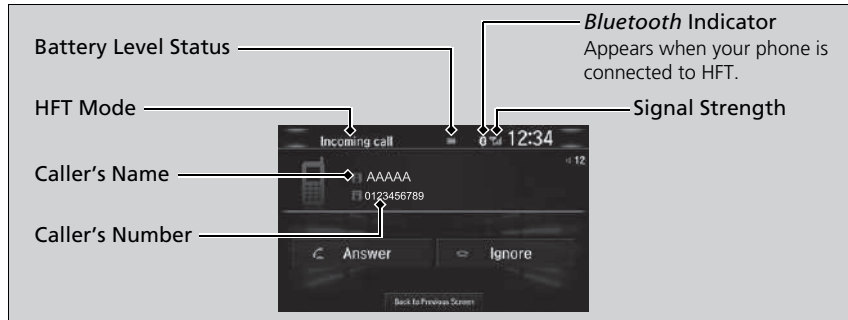 Bluetooth Indicator
Appears when your phone is
connected to HFT.
Battery Level Status
HFT Mode
Signal Strength
Incoming call
12:34
12
Caller's Name
AAAAA
0123456789
Caller's Number
Answer
Ignore
Back to Previous Screen